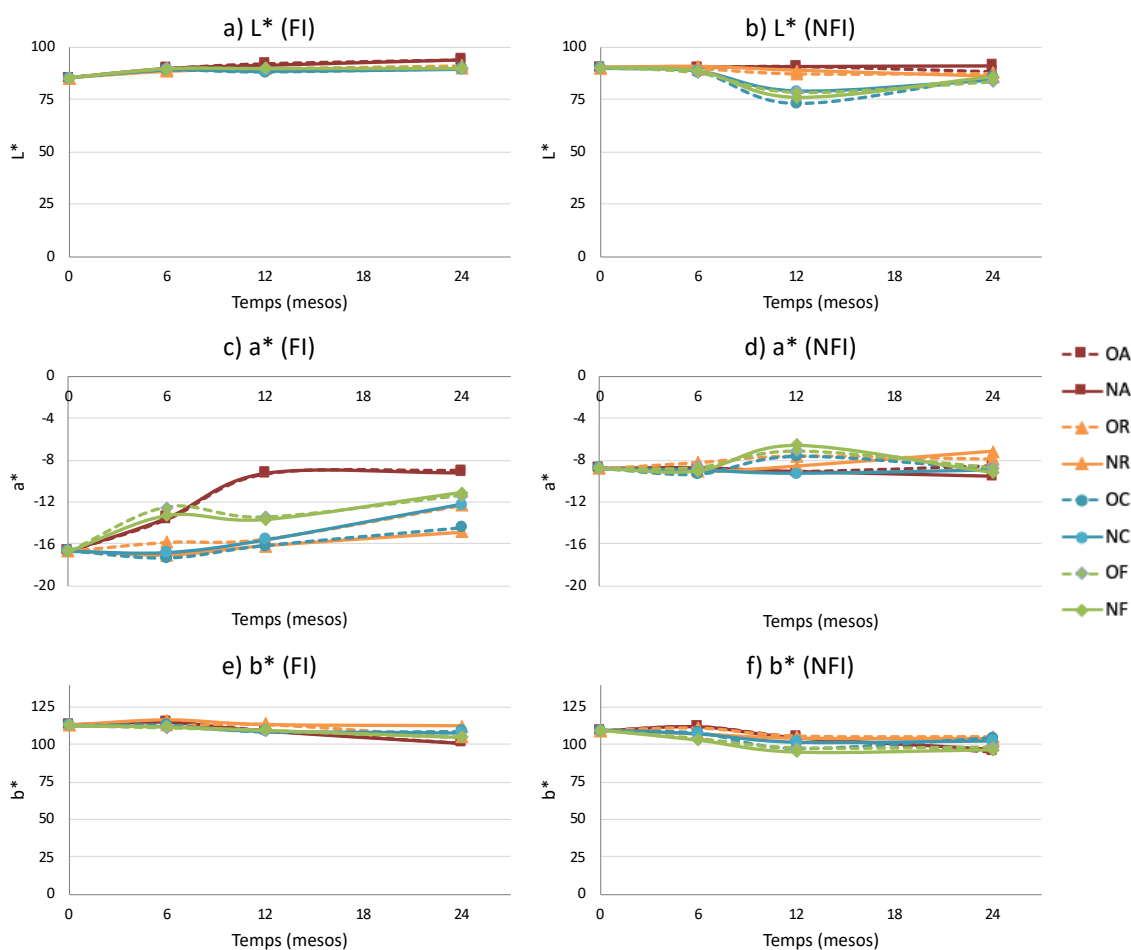 a) L* (FI)
100
75
50
25
0
L*
0 6 12 18 24
Temps (mesos)
b) L* (NFI)
100
75
50
25
0
L*
0 6 12 18 24
Temps (mesos)
c) a* (FI)
0
-4
-8
-12
-16
-20
a*
0 6 12 18 24
Temps (mesos)
d) a* (NFI)
0
-4
-8
-12
-16
-20
a*
0 6 12 18 24
Temps (mesos)
OA
NA
OR
NR
OC
NC
OF
NF
e) b* (FI)
125
100
75
50
25
0
b*
0 6 12 18 24
Temps (mesos)
f) b* (NFI)
125
100
75
50
25
0
b*
0 6 12 18 24
Temps (mesos)